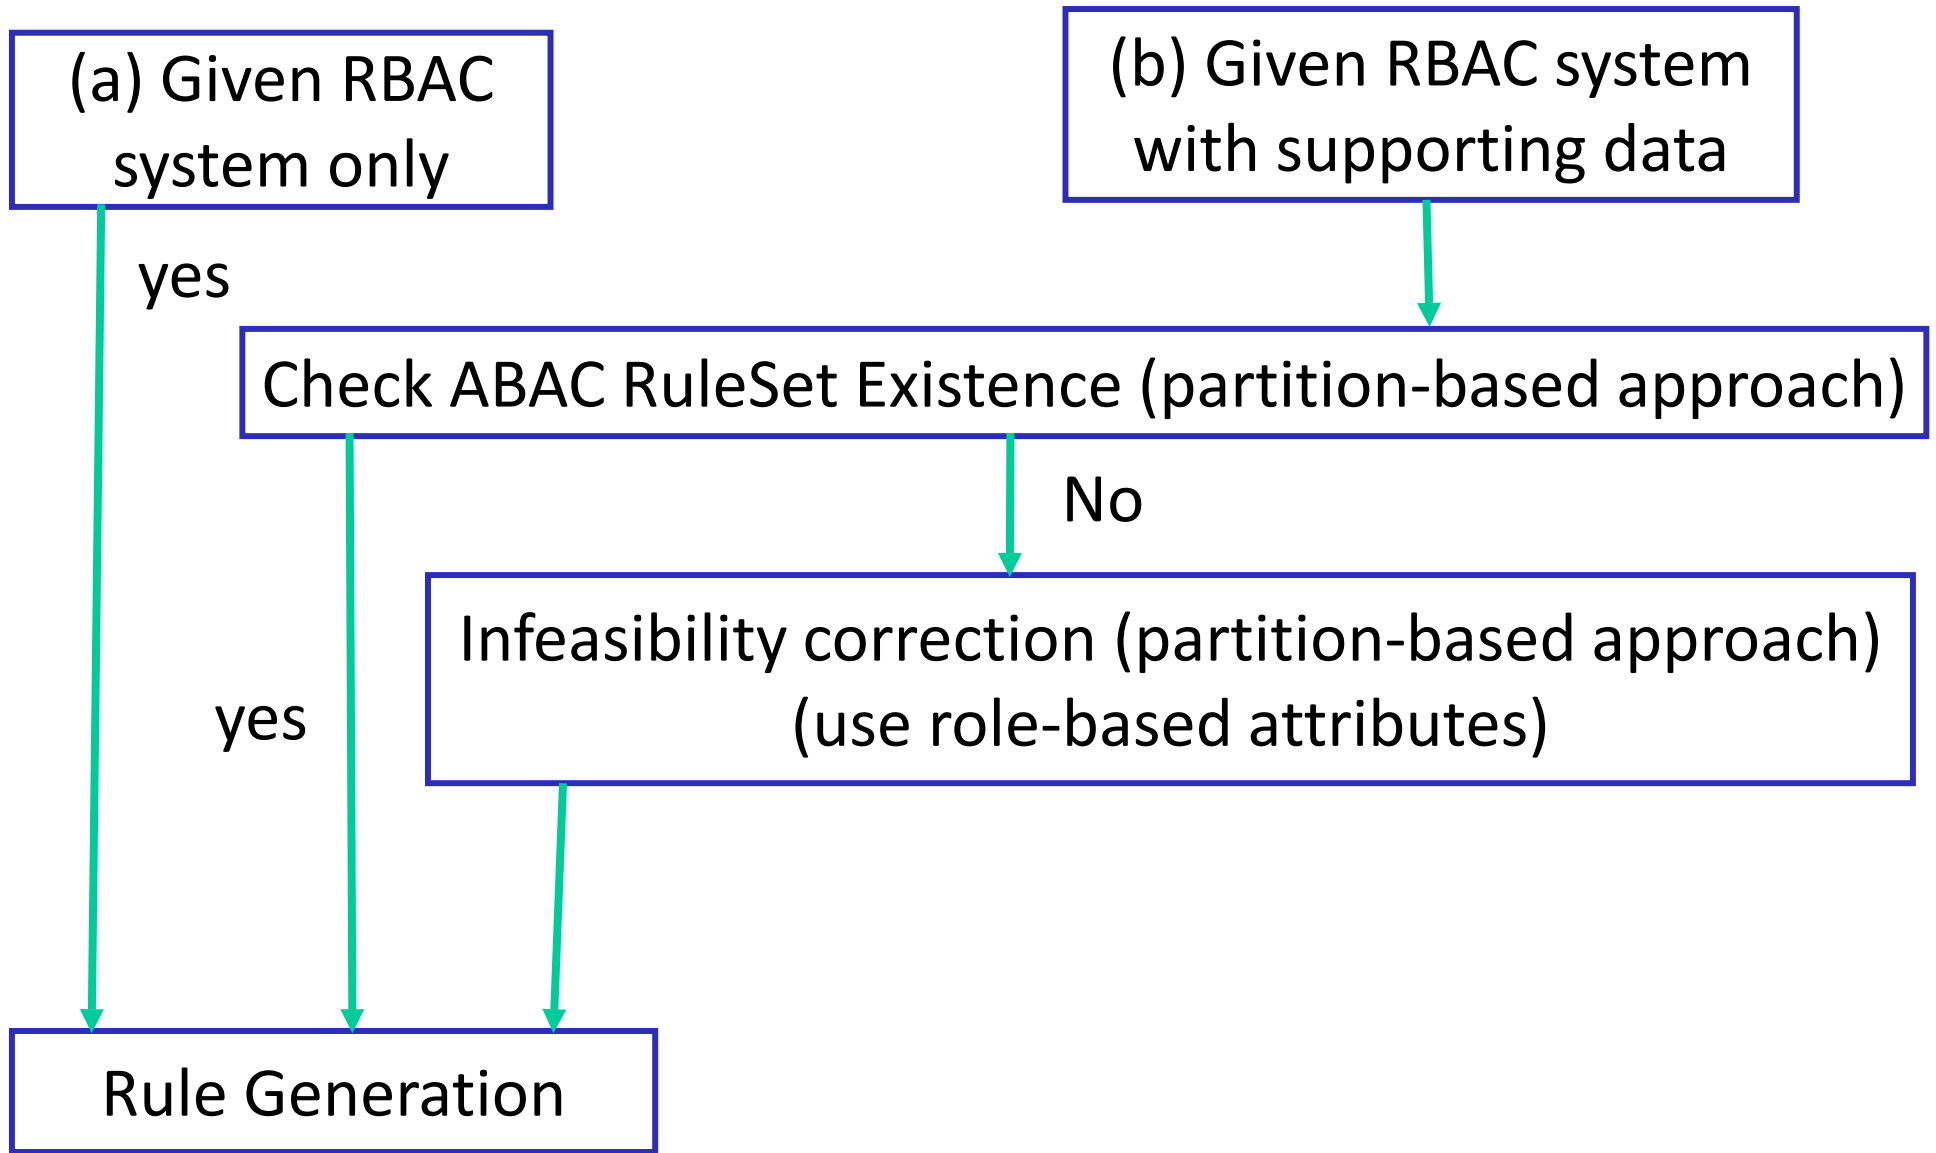 (a) Given RBAC
system only
(b) Given RBAC system
with supporting data
yes
Check ABAC RuleSet Existence (partition-based approach)
No
Infeasibility correction (partition-based approach)
(use role-based attributes)
yes
Rule Generation